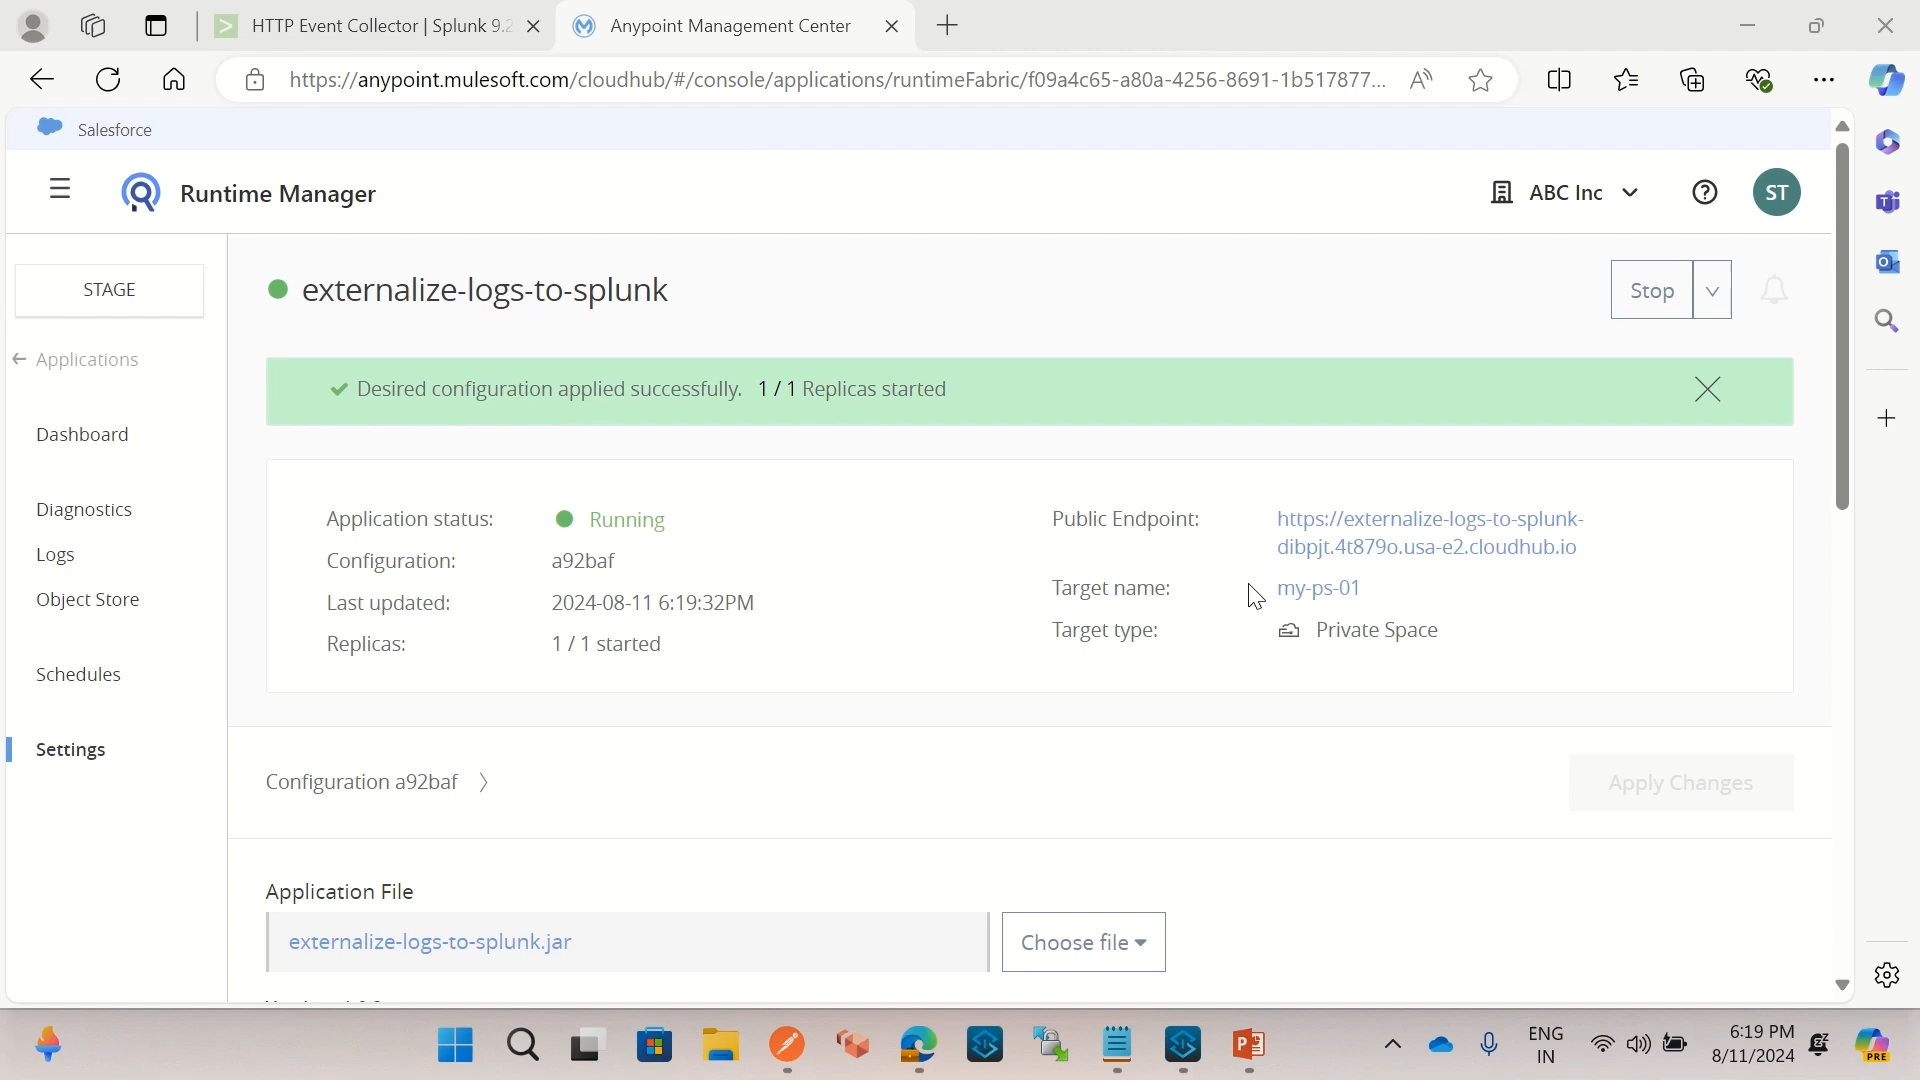 HTTP Event Collector | Splunk 9.2
Anypoint Management Center
https://anypoint.mulesoft.com/cloudhub/#/console/applications/runtimeFabric/f09a4c65-a80a-4256-8691-1b517877...
Salesforce
Runtime Manager
ABC Inc
ST
STAGE
Applications
Dashboard
Diagnostics
Logs
Object Store
Schedules
Settings
externalize-logs-to-splunk
Stop
Desired configuration applied successfully. 1 / 1 Replicas started
Application status: Running
Configuration: a92baf
Last updated: 2024-08-11 6:19:32PM
Replicas: 1 / 1 started
Public Endpoint: https://externalize-logs-to-splunk-
dibpjt.4t879o.usa-e2.cloudhub.io
Target name: my-ps-01
Target type: Private Space
Configuration a92baf
Apply Changes
Application File
externalize-logs-to-splunk.jar
Choose file
ENG
IN
6:19 PM
8/11/2024
PRE